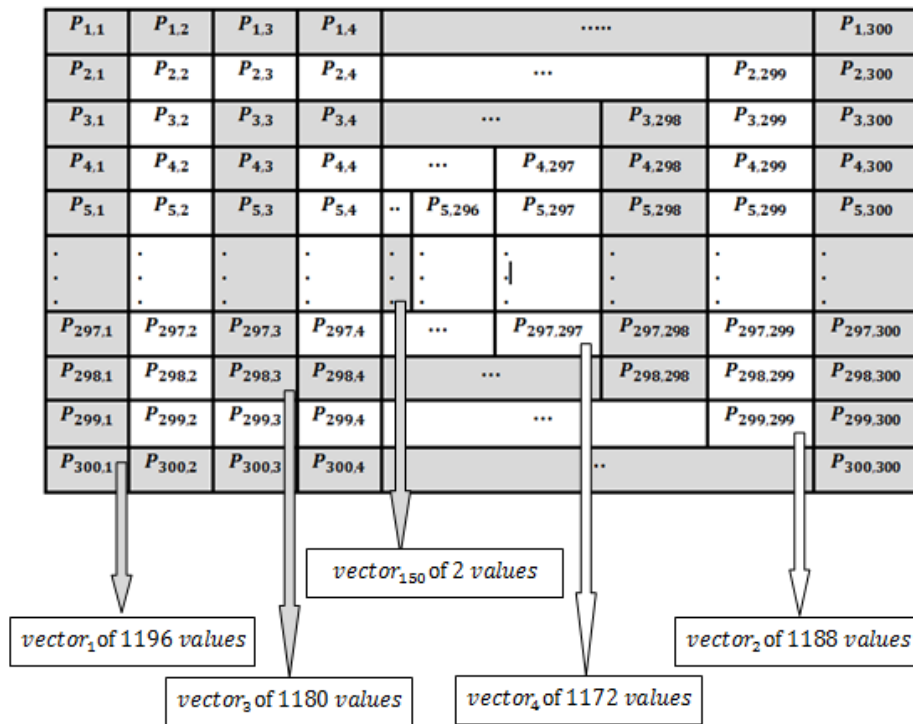 P1,1 P1,2 P1,3 P1,4 ..... P1,300
P2,1 P2,2 P2,3 P2,4 ... P2,299 P2,300
P3,1 P3,2 P3,3 P3,4 ... P3,298 P3,299 P3,300
P4,1 P4,2 P4,3 P4,4 ... P4,297 P4,298 P4,299 P4,300
P5,1 P5,2 P5,3 P5,4 .. P5,296 P5,297 P5,298 P5,299 P5,300
. . . . . . . . . .
. . . . . . . . . .
. . . . . . . . . .
P297,1 P297,2 P297,3 P297,4 ... P297,297 P297,298 P297,299 P297,300
P298,1 P298,2 P298,3 P298,4 ... P298,298 P298,299 P298,300
P299,1 P299,2 P299,3 P299,4 ... P299,299 P299,300
P300,1 P300,2 P300,3 P300,4 .. P300,300
vector150 of 2 values
vector1 of 1196 values
vector2 of 1188 values
vector3 of 1180 values
vector4 of 1172 values